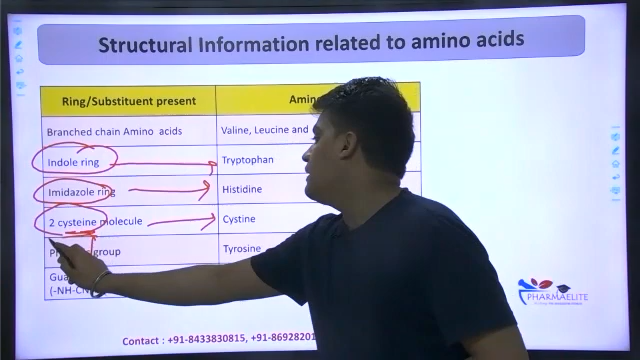 Structural Information related to amino acids
Ring/Substituent present
Branched chain Amino acids
Valine, Leucine and
Indole ring
Tryptophan
Imidazole ring
Histidine
2 cysteine molecule
Cystine
group
Tyrosine
PHARMAELITE
Contact : +91-8433830815, +91-86928201